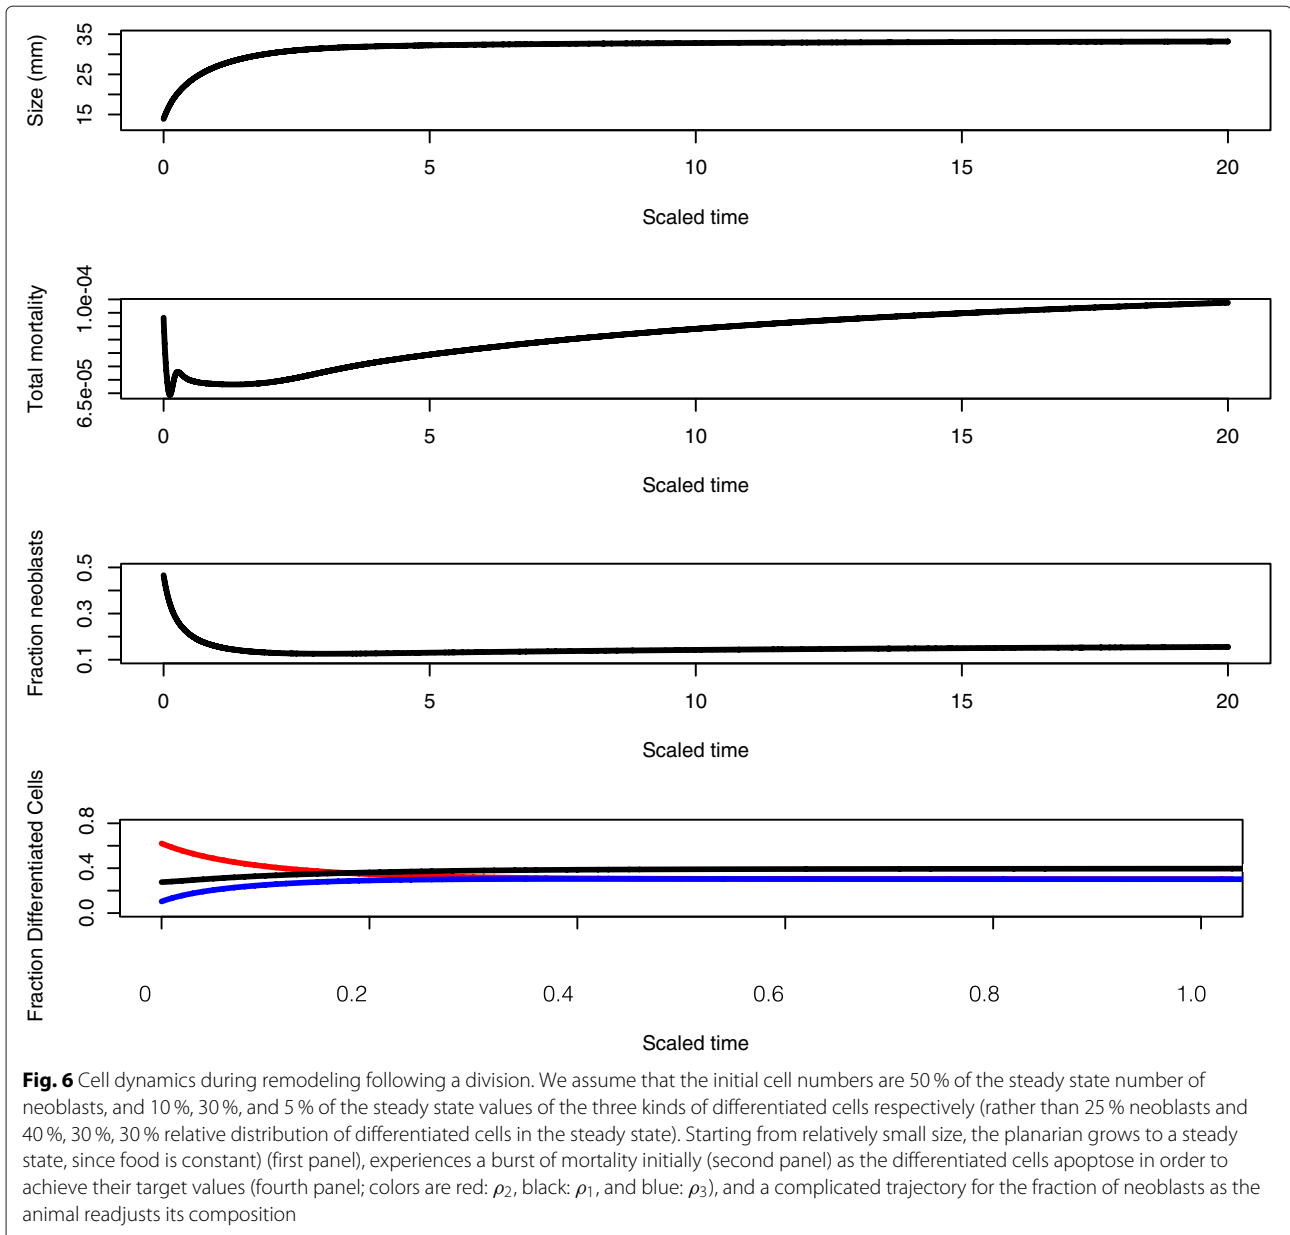 Size (mm)
35
25
15
0 5 10 15 20
Scaled time
Total mortality
1.0e-04
6.5e-05
0 5 10 15 20
Scaled time
Fraction neoblasts
0.5
0.3
0.1
0 5 10 15 20
Scaled time
Fraction Differentiated Cells
0.8
0.4
0.0
0 0.2 0.4 0.6 0.8 1.0
Scaled time
Fig. 6 Cell dynamics during remodeling following a division. We assume that the initial cell numbers are 50 % of the steady state number of
neoblasts, and 10 %, 30 %, and 5 % of the steady state values of the three kinds of differentiated cells respectively (rather than 25 % neoblasts and
40 %, 30 %, 30 % relative distribution of differentiated cells in the steady state). Starting from relatively small size, the planarian grows to a steady
state, since food is constant) (first panel), experiences a burst of mortality initially (second panel) as the differentiated cells apoptose in order to
achieve their target values (fourth panel; colors are red: ρ2, black: ρ1, and blue: ρ3), and a complicated trajectory for the fraction of neoblasts as the
animal readjusts its composition